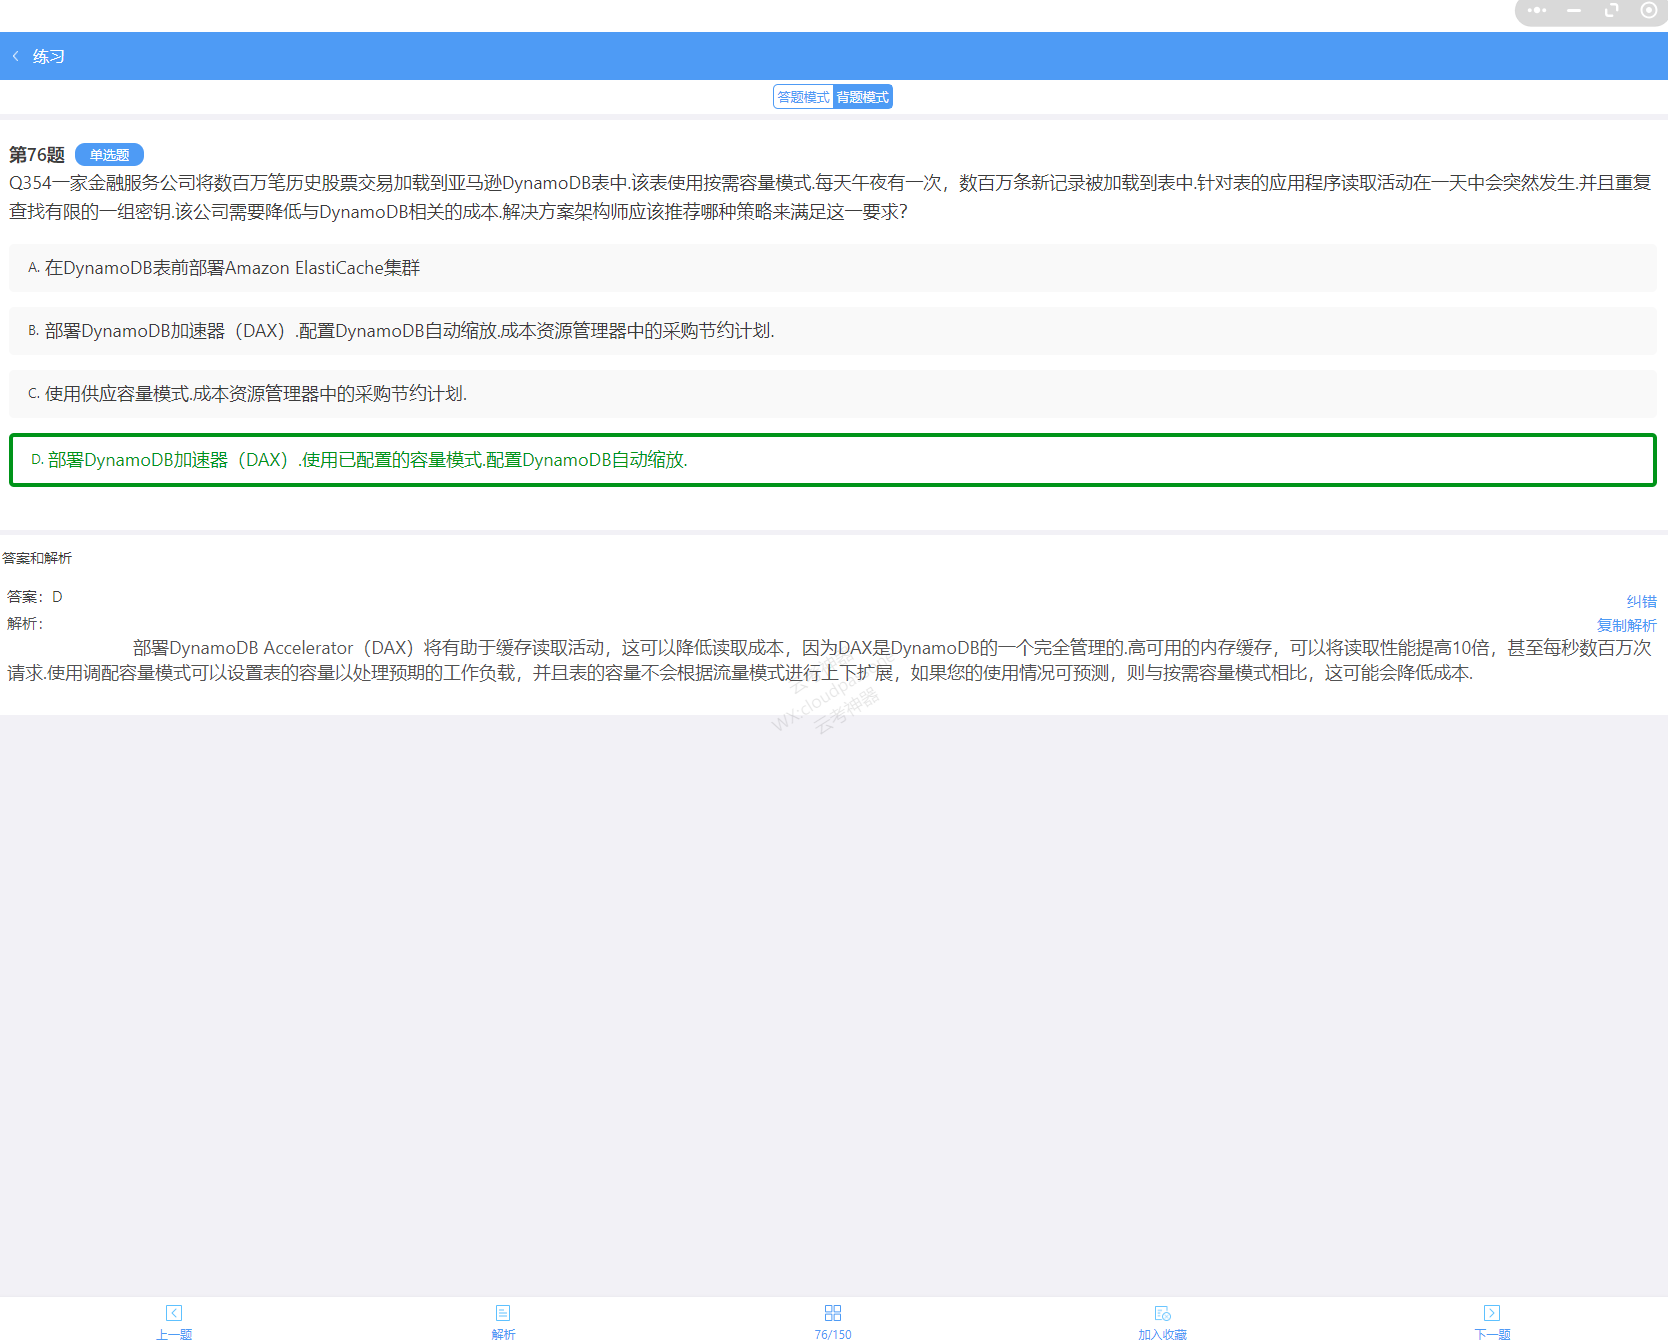 练习
答题模式 背题模式
第76题 单选题
Q354一家金融服务公司将数百万笔历史股票交易加载到亚马逊DynamoDB表中.该表使用按需容量模式.每天午夜有一次，数百万条新记录被加载到表中.针对表的应用程序读取活动在一天中会突然发生.并且重复
查找有限的一组密钥.该公司需要降低与DynamoDB相关的成本.解决方案架构师应该推荐哪种策略来满足这一要求?
A. 在DynamoDB表前部署Amazon ElastiCache集群
B. 部署DynamoDB加速器（DAX）.配置DynamoDB自动缩放.成本资源管理器中的采购节约计划.
C. 使用供应容量模式.成本资源管理器中的采购节约计划.
D. 部署DynamoDB加速器（DAX）.使用已配置的容量模式.配置DynamoDB自动缩放.
答案和解析
答案：D
纠错
解析：
复制解析
部署DynamoDB Accelerator（DAX）将有助于缓存读取活动，这可以降低读取成本，因为DAX是DynamoDB的一个完全管理的.高可用的内存缓存，可以将读取性能提高10倍，甚至每秒数百万次
请求.使用调配容量模式可以设置表的容量以处理预期的工作负载，并且表的容量不会根据流量模式进行上下扩展，如果您的使用情况可预测，则与按需容量模式相比，这可能会降低成本.
云考神器
上一题 解析 76/150 加入收藏 下一题